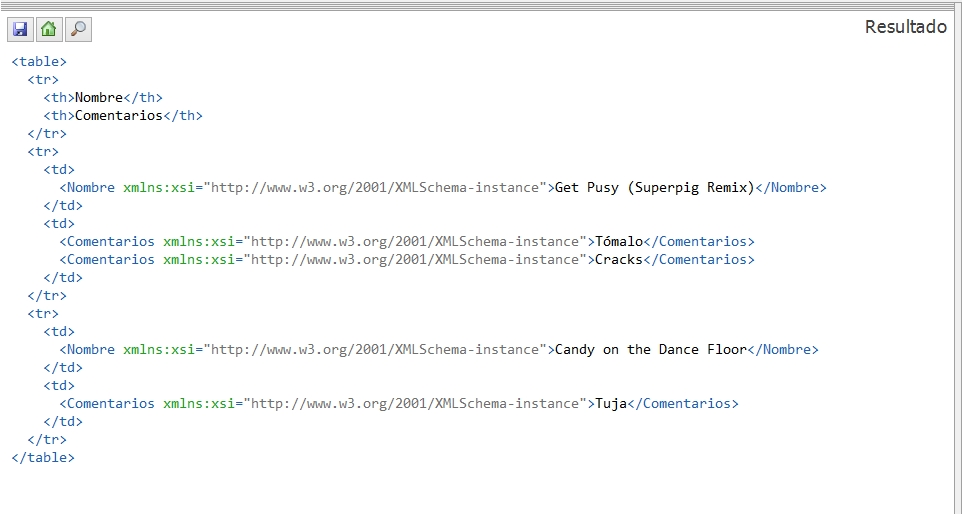 Resultado
<table>
<tr>
<th>Nombre</th>
<th>Comentarios</th>
</tr>
<tr>
<td>
<Nombre xmlns:xsi="http://www.w3.org/2001/XMLSchema-instance">Get Pusy (Superpig Remix)</Nombre>
</td>
<td>
<Comentarios xmlns:xsi="http://www.w3.org/2001/XMLSchema-instance">Tómalo</Comentarios>
<Comentarios xmlns:xsi="http://www.w3.org/2001/XMLSchema-instance">Cracks</Comentarios>
</td>
</tr>
<tr>
<td>
<Nombre xmlns:xsi="http://www.w3.org/2001/XMLSchema-instance">Candy on the Dance Floor</Nombre>
</td>
<td>
<Comentarios xmlns:xsi="http://www.w3.org/2001/XMLSchema-instance">Tuja</Comentarios>
</td>
</tr>
</table>